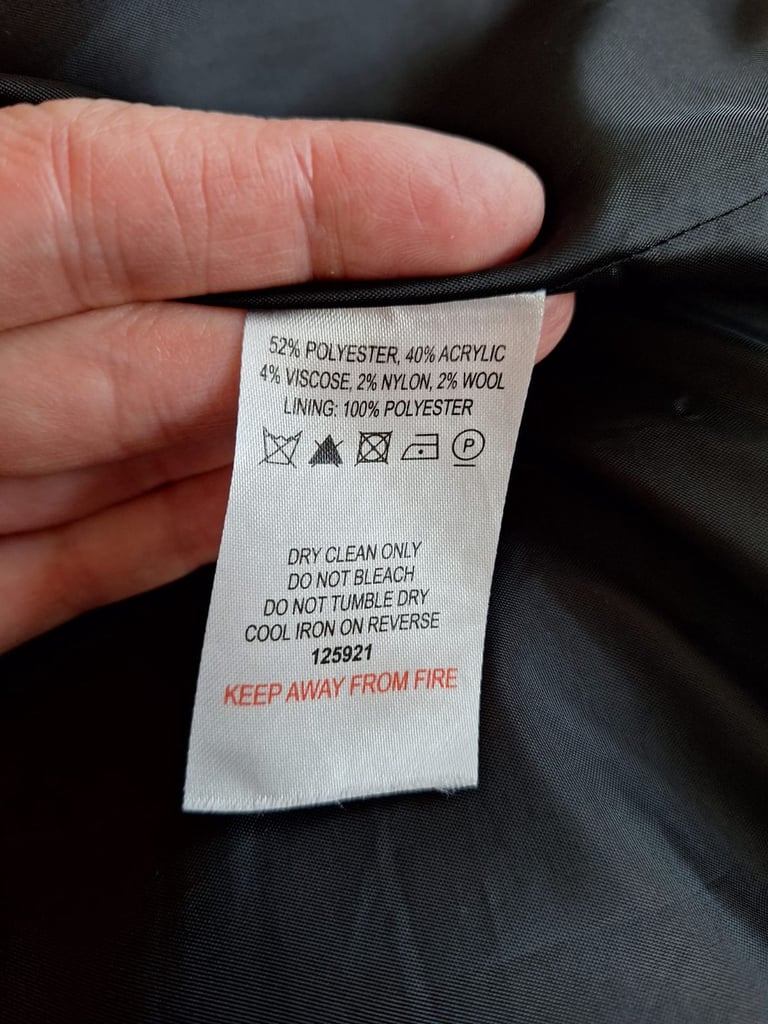 52% POLYESTER, 40% ACRYLIC
4% VISCOSE, 2% NYLON, 2% WOOL
LINING: 100% POLYESTER
P
DRY CLEAN ONLY
DO NOT BLEACH
DO NOT TUMBLE DRY
COOL IRON ON REVERSE
125921
KEEP AWAY FROM FIRE